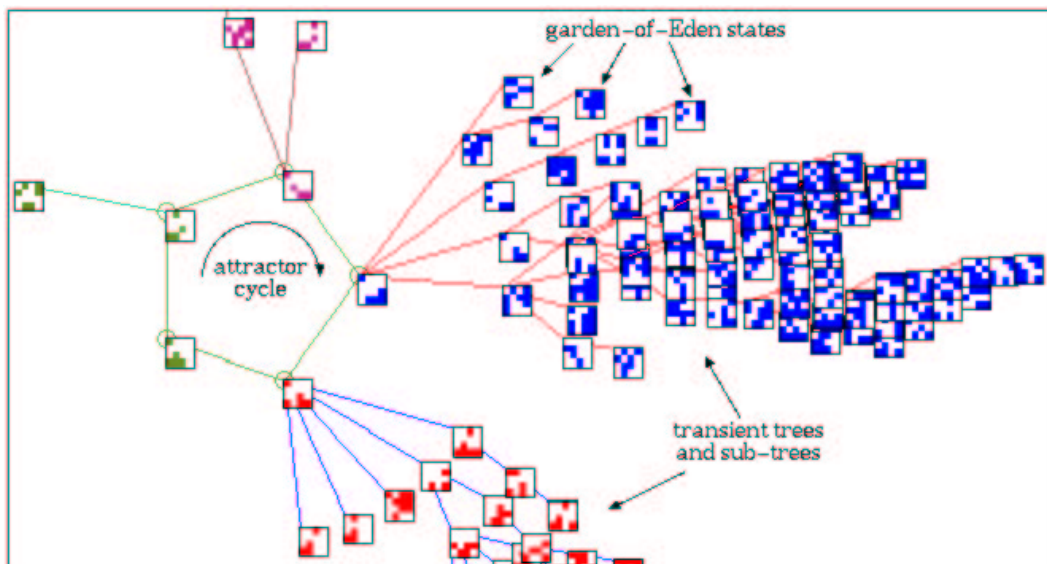 garden-of-Eden states
attractor
cycle
transient trees
and sub-trees